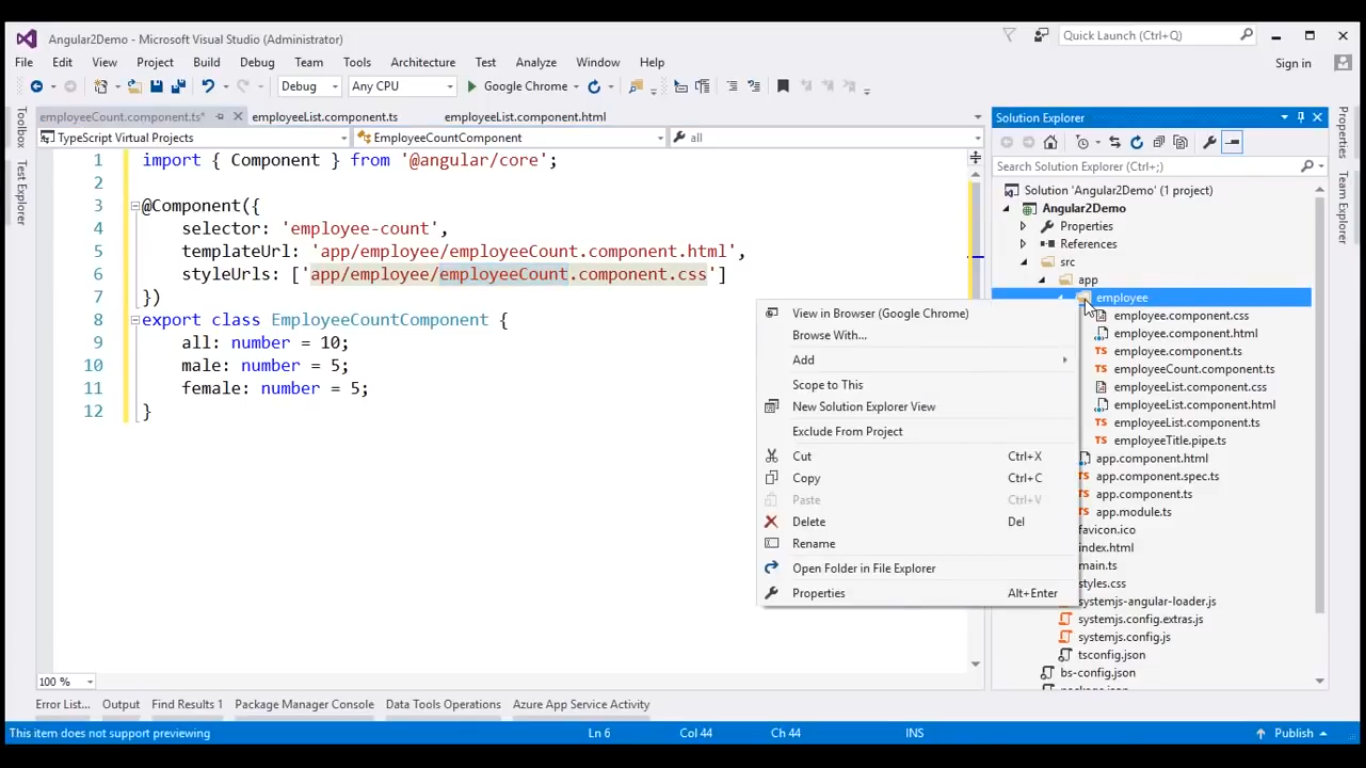 Angular2Demo - Microsoft Visual Studio (Administrator)
Quick Launch (Ctrl+Q)
File Edit View Project Build Debug Team Tools Architecture Test Analyze Window Help
Sign in
Debug Any CPU Google Chrome
employeeCount.component.ts* employeeList.component.ts employeeList.component.html
TypeScript Virtual Projects EmployeeCountComponent all
Toolbox
Test Explorer
1 import { Component } from '@angular/core';
2
3 @Component({
4 selector: 'employee-count',
5 templateUrl: 'app/employee/employeeCount.component.html',
6 styleUrls: ['app/employee/employeeCount.component.css']
7 })
8 export class EmployeeCountComponent {
9 all: number = 10;
10 male: number = 5;
11 female: number = 5;
12 }
View in Browser (Google Chrome)
Browse With...
Add
Scope to This
New Solution Explorer View
Exclude From Project
Cut Ctrl+X
Copy Ctrl+C
Paste Ctrl+V
Delete Del
Rename
Open Folder in File Explorer
Properties Alt+Enter
Solution Explorer
Search Solution Explorer (Ctrl+;)
Solution 'Angular2Demo' (1 project)
Angular2Demo
Properties
References
src
app
employee
employee.component.css
employee.component.html
TS employee.component.ts
TS employeeCount.component.ts
employeeList.component.css
employeeList.component.html
TS employeeList.component.ts
TS employeeTitle.pipe.ts
app.component.html
TS app.component.spec.ts
TS app.component.ts
TS app.module.ts
favicon.ico
index.html
main.ts
styles.css
systemjs-angular-loader.js
systemjs.config.extras.js
systemjs.config.js
tsconfig.json
bs-config.json
Properties
Team Explorer
100 %
Error List... Output Find Results 1 Package Manager Console Data Tools Operations Azure App Service Activity
This item does not support previewing Ln 6 Col 44 Ch 44 INS Publish